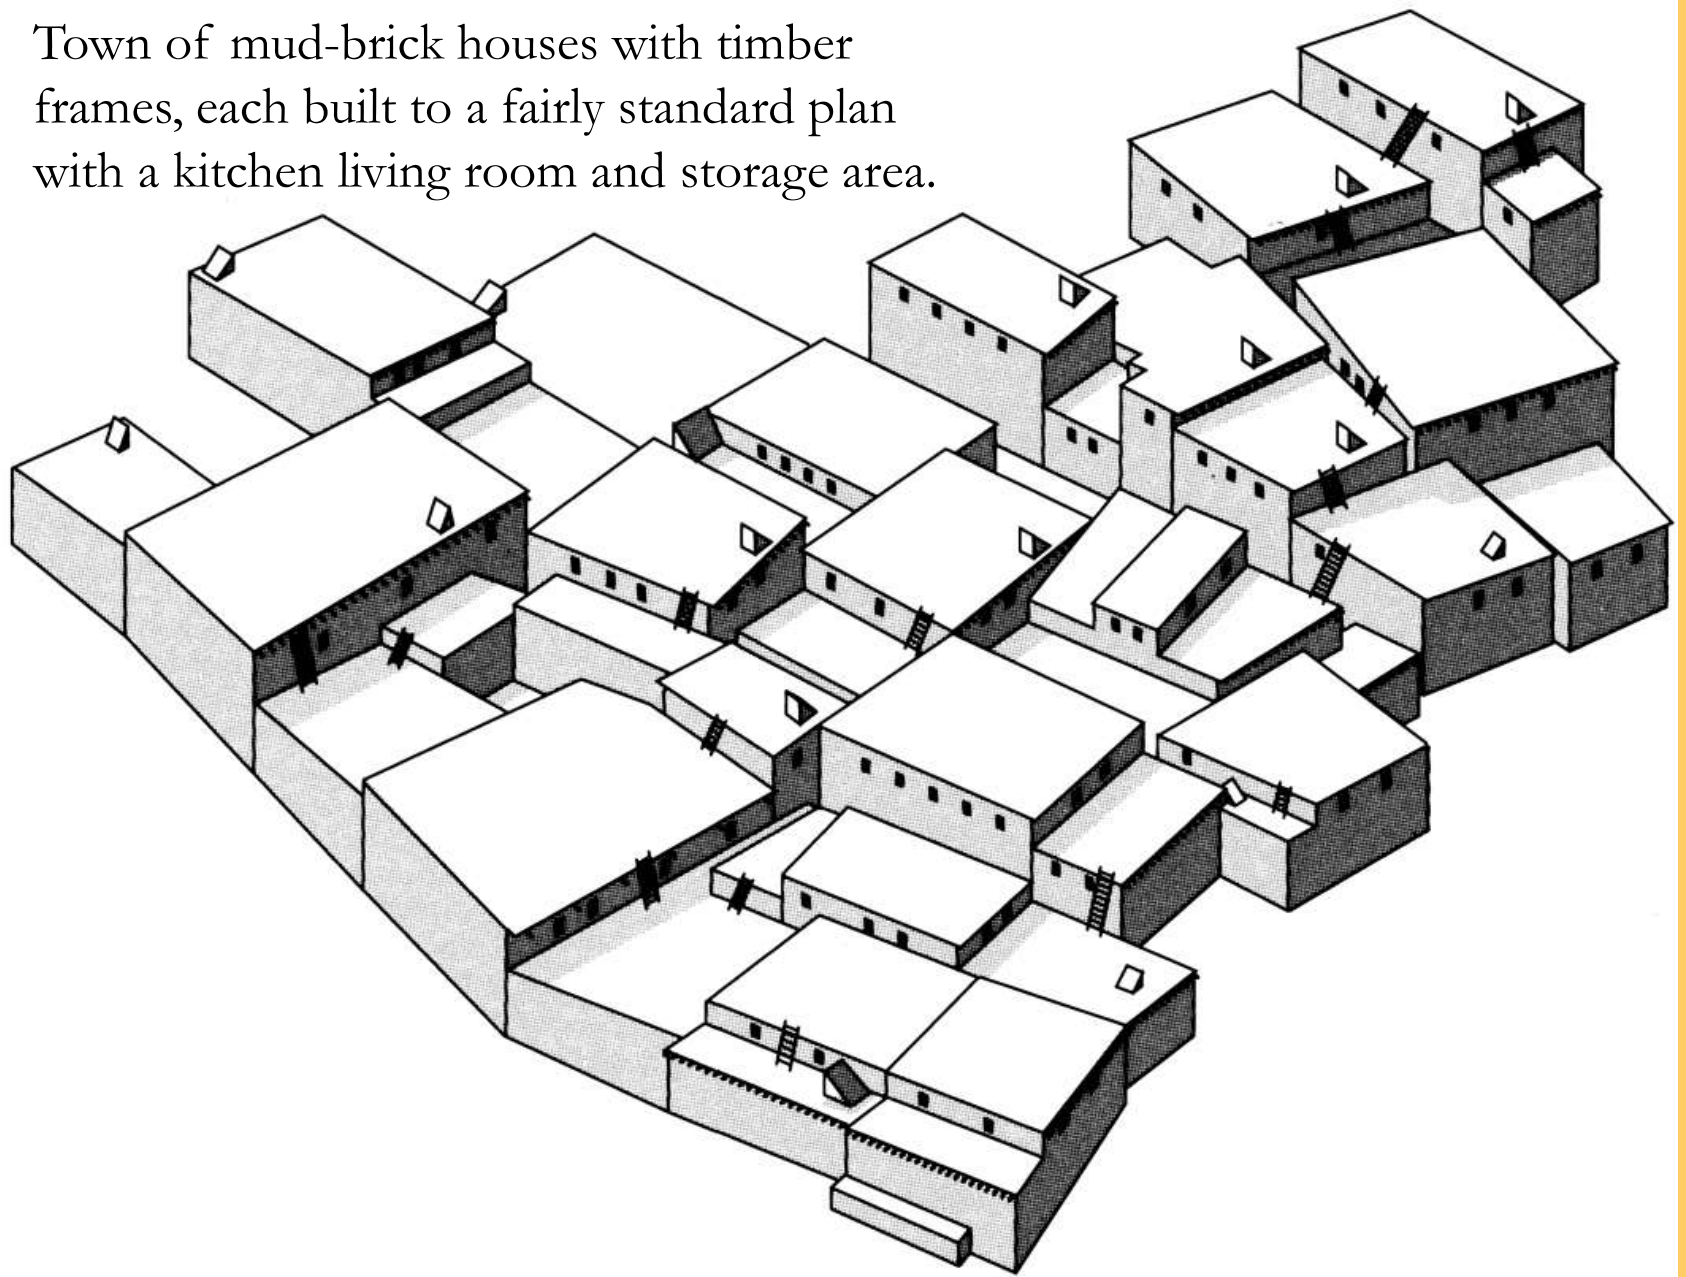 Town of mud-brick houses with timber
frames, each built to a fairly standard plan
with a kitchen living room and storage area.